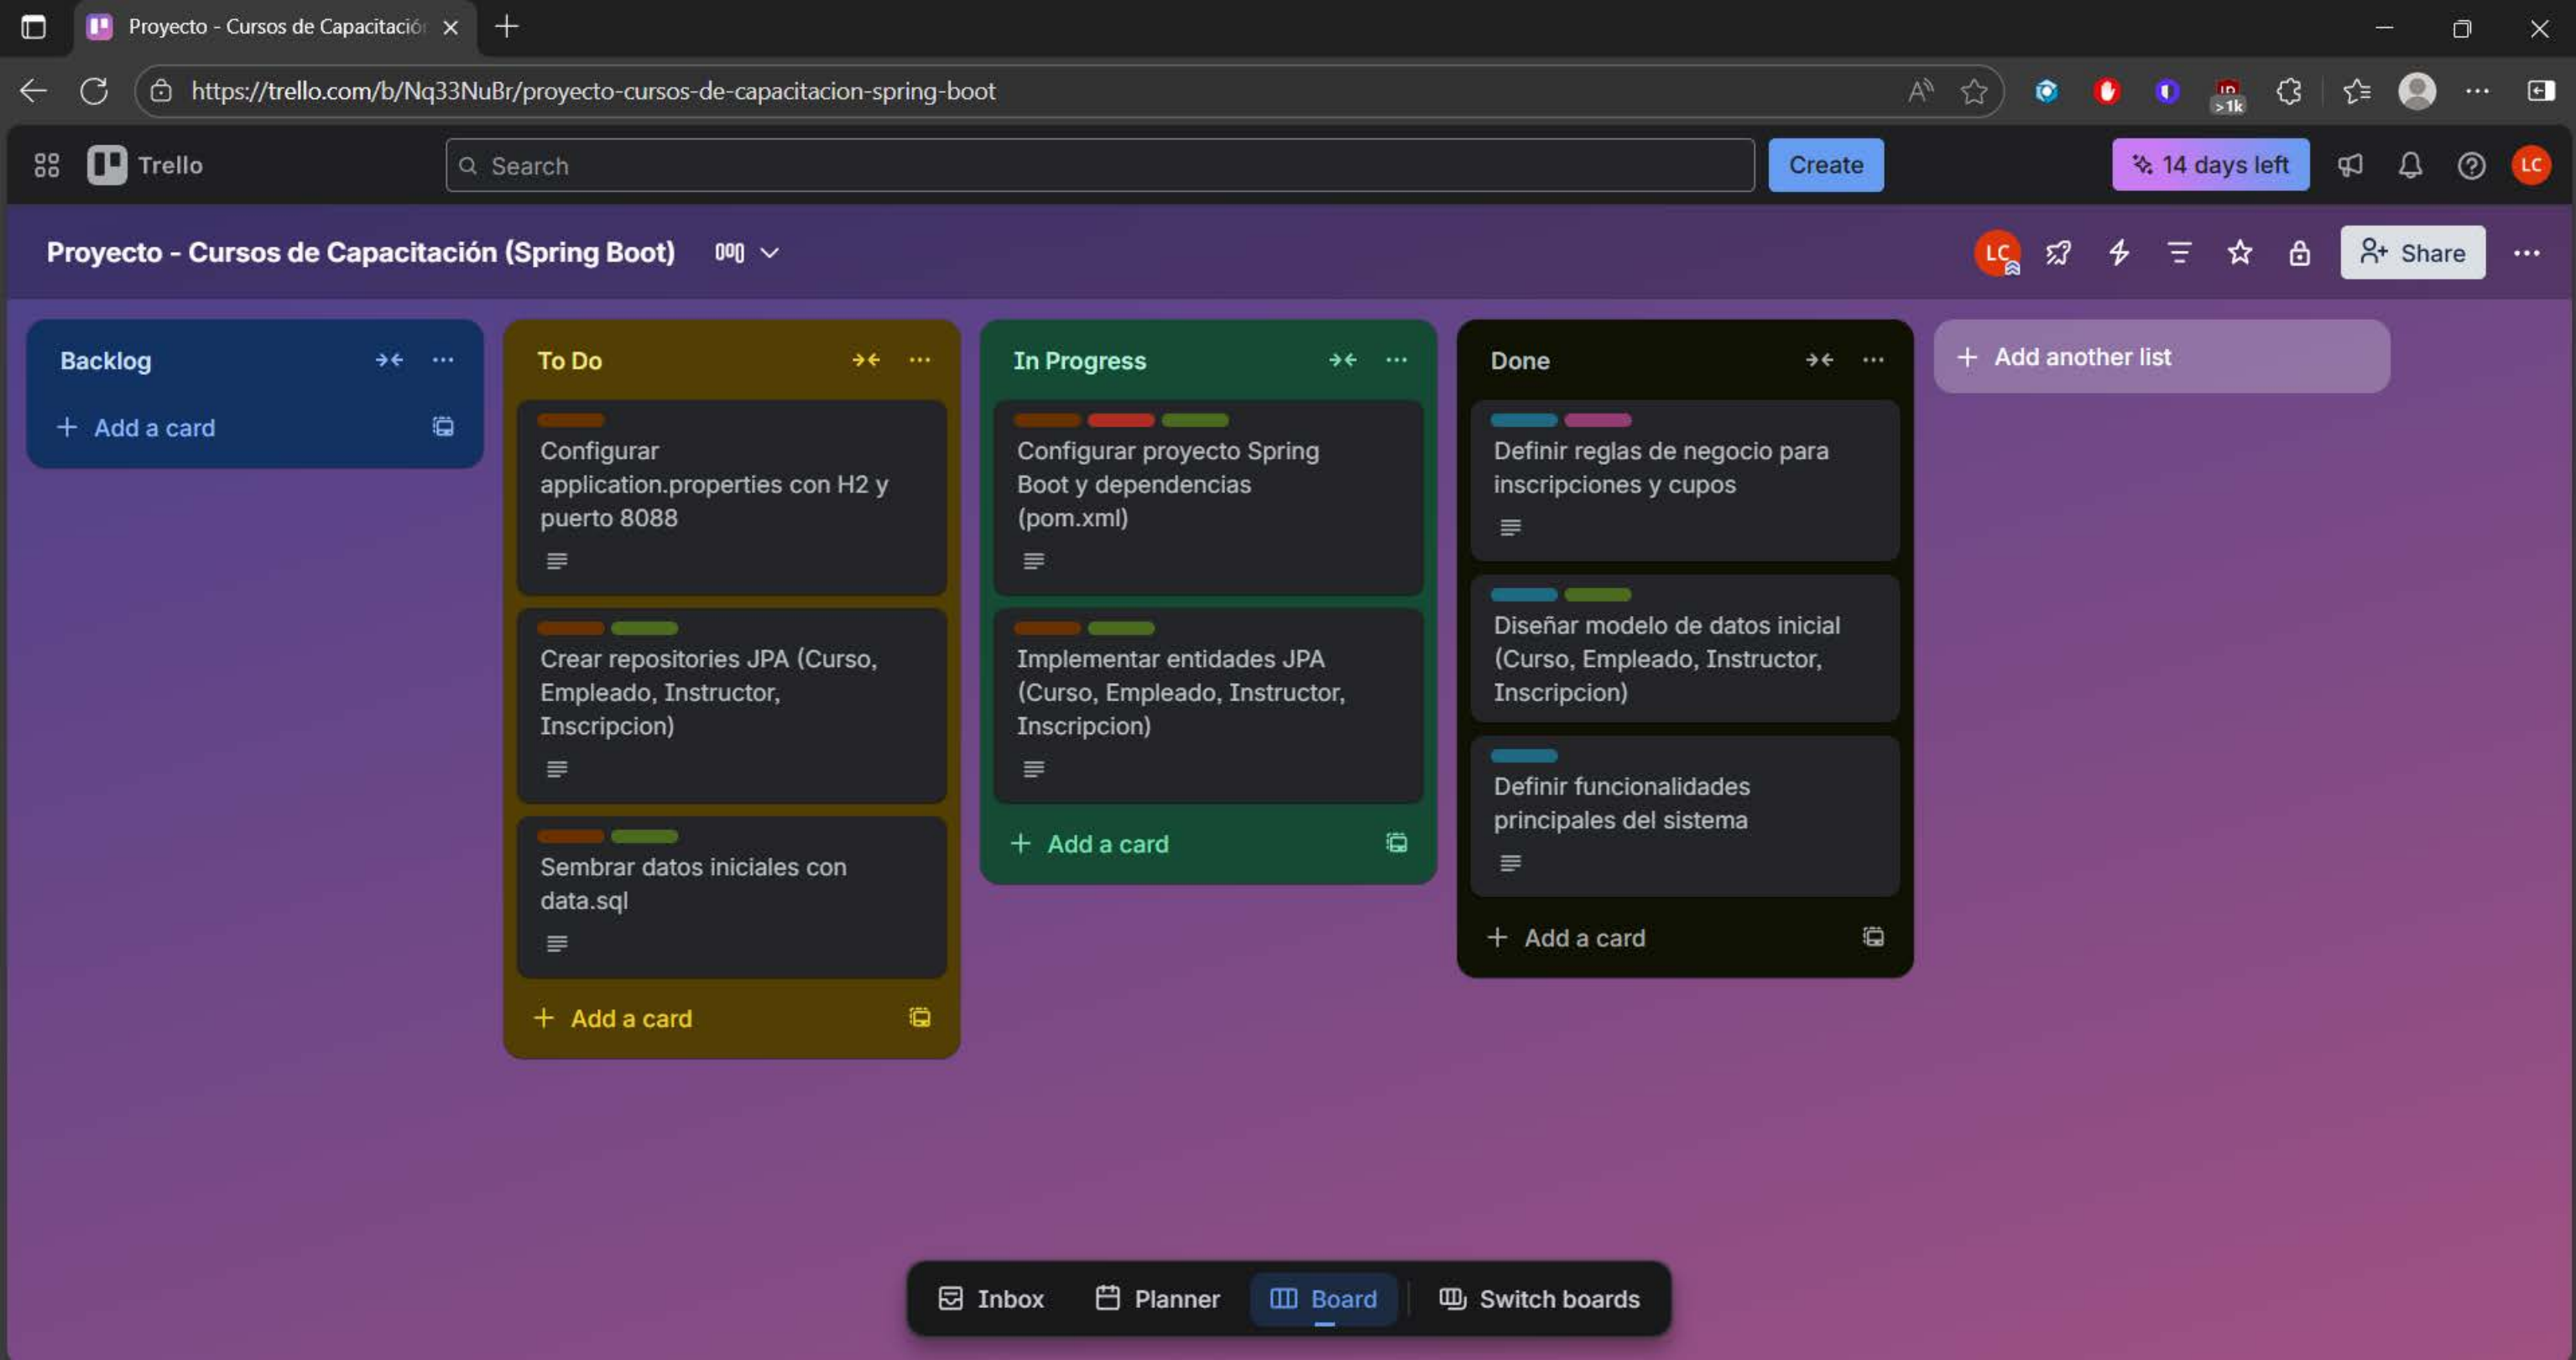 Proyecto - Cursos de Capacitació
https://trello.com/b/Nq33NuBr/proyecto-cursos-de-capacitacion-spring-boot
>1k
Trello
Search
Create
14 days left
LC
Proyecto - Cursos de Capacitación (Spring Boot)
LC
Share
Backlog
Add a card
To Do
Configurar
application.properties con H2 y
puerto 8088
Crear repositories JPA (Curso,
Empleado, Instructor,
Inscripcion)
Sembrar datos iniciales con
data.sql
Add a card
In Progress
Configurar proyecto Spring
Boot y dependencias
(pom.xml)
Implementar entidades JPA
(Curso, Empleado, Instructor,
Inscripcion)
Add a card
Done
Definir reglas de negocio para
inscripciones y cupos
Diseñar modelo de datos inicial
(Curso, Empleado, Instructor,
Inscripcion)
Definir funcionalidades
principales del sistema
Add a card
Add another list
Inbox
Planner
Board
Switch boards